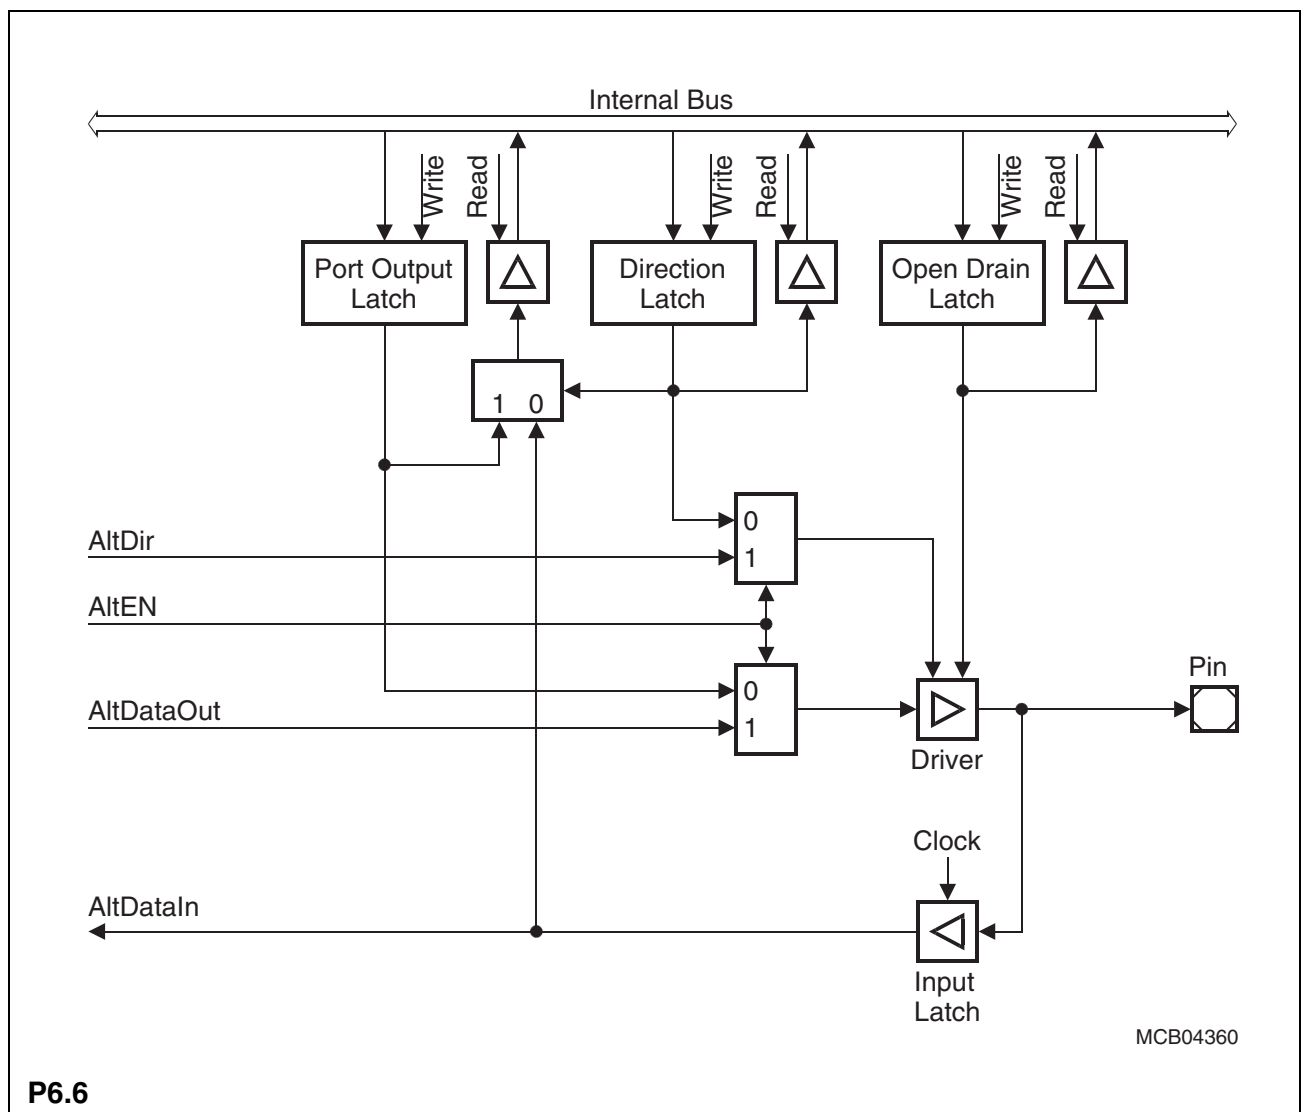 Internal Bus
Write
Read
Write
Read
Write
Read
Port Output
Latch
Direction
Latch
Open Drain
Latch
1 0
0
1
AltDir
AltEN
0
1
AltDataOut
Pin
Driver
Clock
AltDataIn
Input
Latch
MCB04360
P6.6